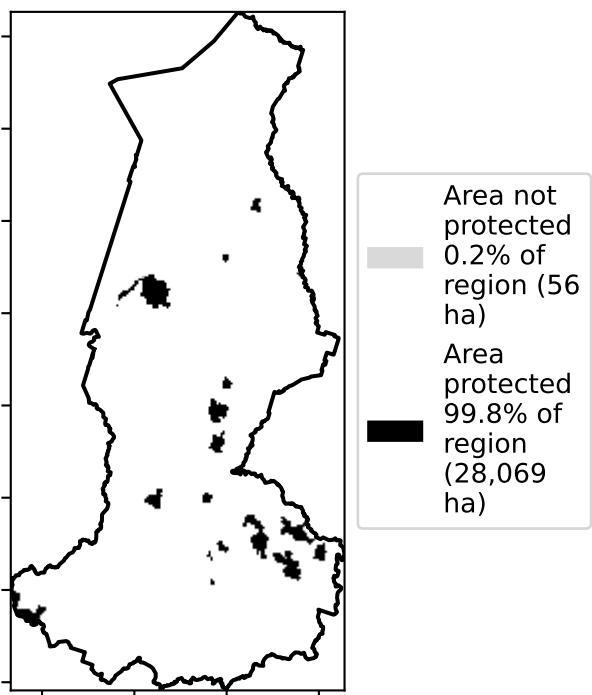 Area not
protected
0.2% of
region (56
ha)
Area
protected
99.8% of
region
(28,069
ha)